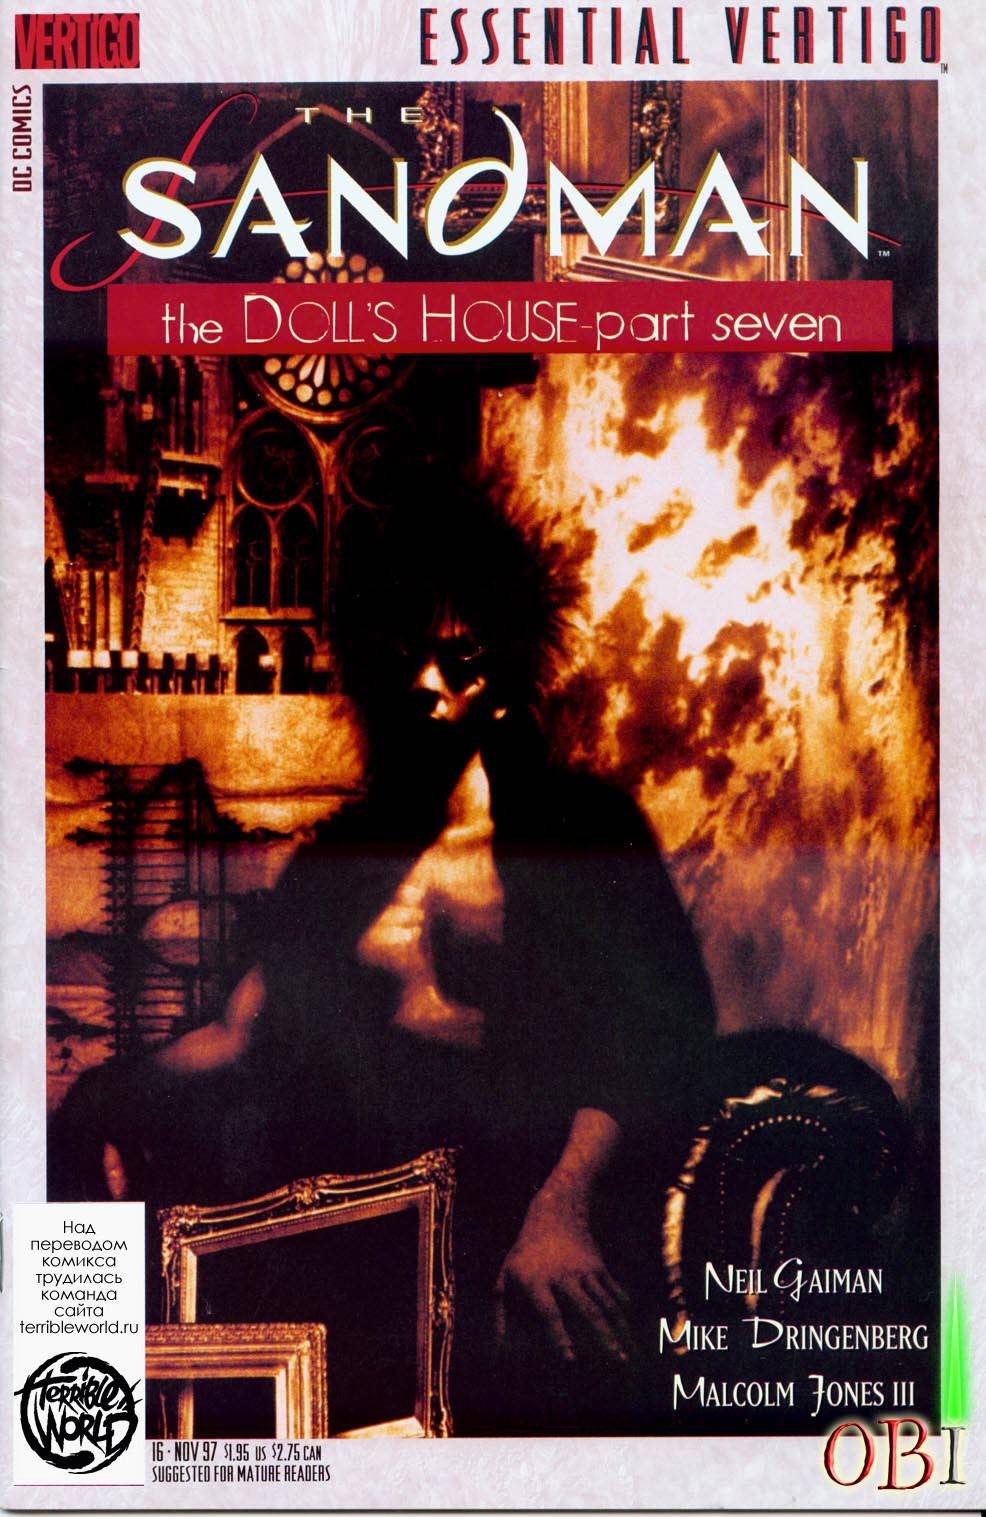 VERTIGO
ESSENTIAL VERTIGO
TM
DC COMICS
THE
SANDMAN
TM
the DOLL'S HOUSE-part seven
NEIL GAIMAN
MIKE DRINGENBERG
MALCOLM JONES III
Над
переводом
комикса
трудилась
команда
сайта
terribleworld.ru
TERRIBLE
WORLD
16 · NOV 97 $1.95 US $2.75 CAN
SUGGESTED FOR MATURE READERS
OBI